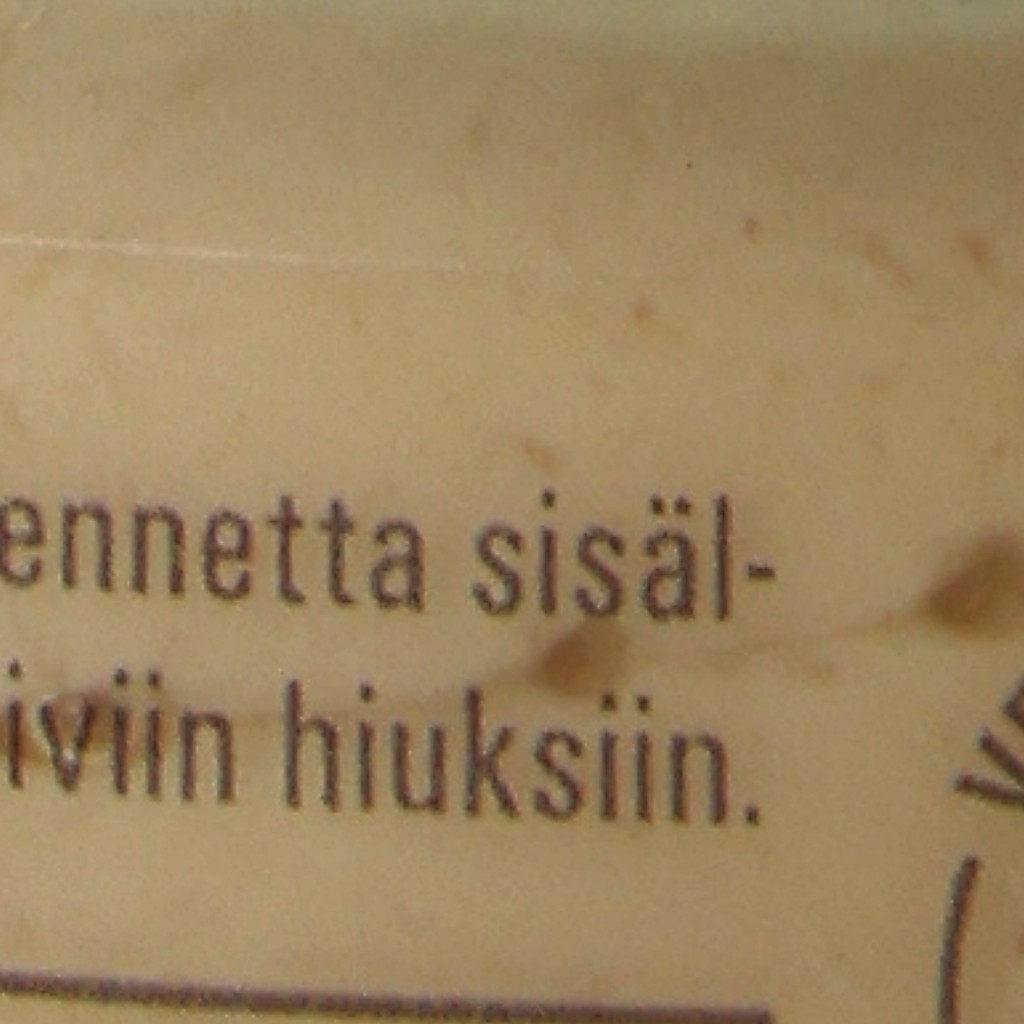 ennetta sisäl-
iviin hiuksiin.